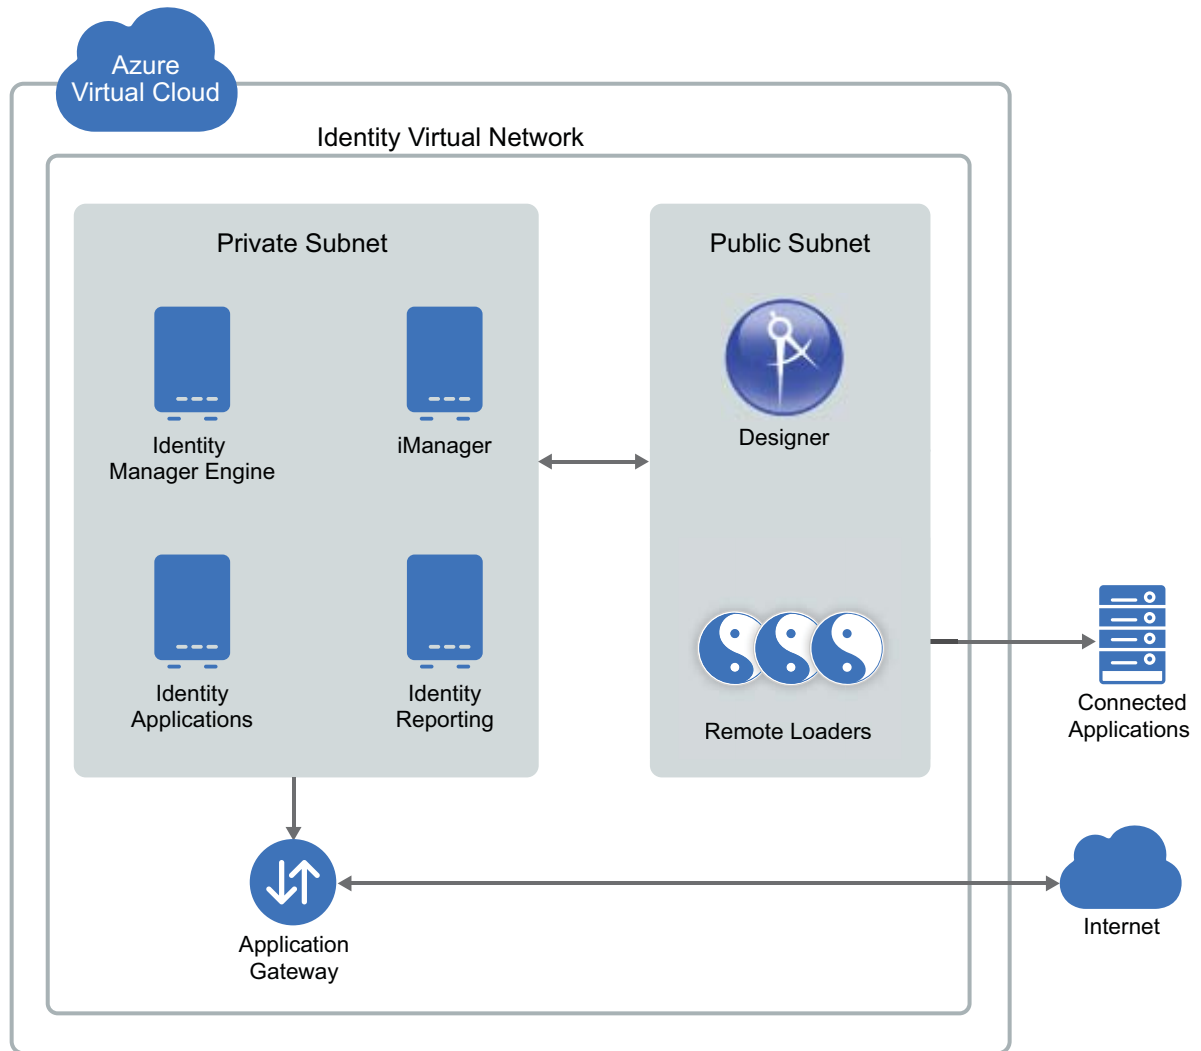 Azure
Virtual Cloud
Identity Virtual Network
Private Subnet
Public Subnet
Identity
Manager Engine
iManager
Designer
Identity
Applications
Identity
Reporting
Remote Loaders
Connected
Applications
Application
Gateway
Internet